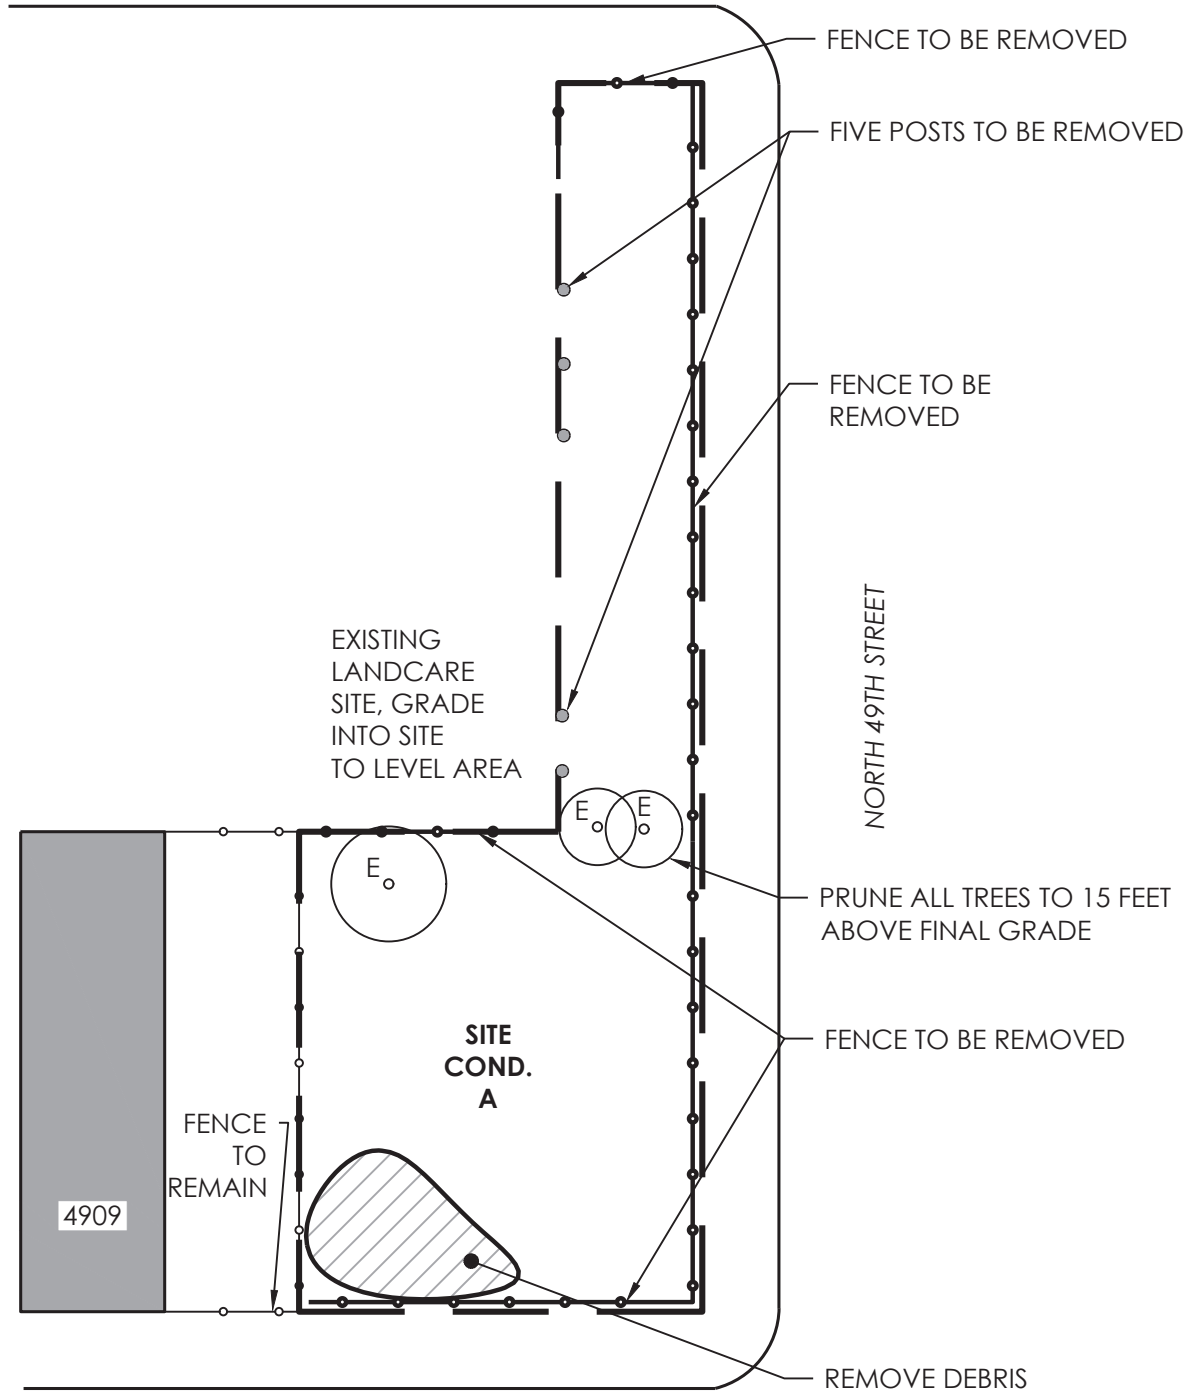 FENCE TO BE REMOVED
FIVE POSTS TO BE REMOVED
FENCE TO BE
REMOVED
NORTH 49TH STREET
EXISTING
LANDCARE
SITE, GRADE
INTO SITE
TO LEVEL AREA
E
E
E
PRUNE ALL TREES TO 15 FEET
ABOVE FINAL GRADE
SITE
COND.
A
FENCE TO BE REMOVED
FENCE
TO
REMAIN
4909
REMOVE DEBRIS